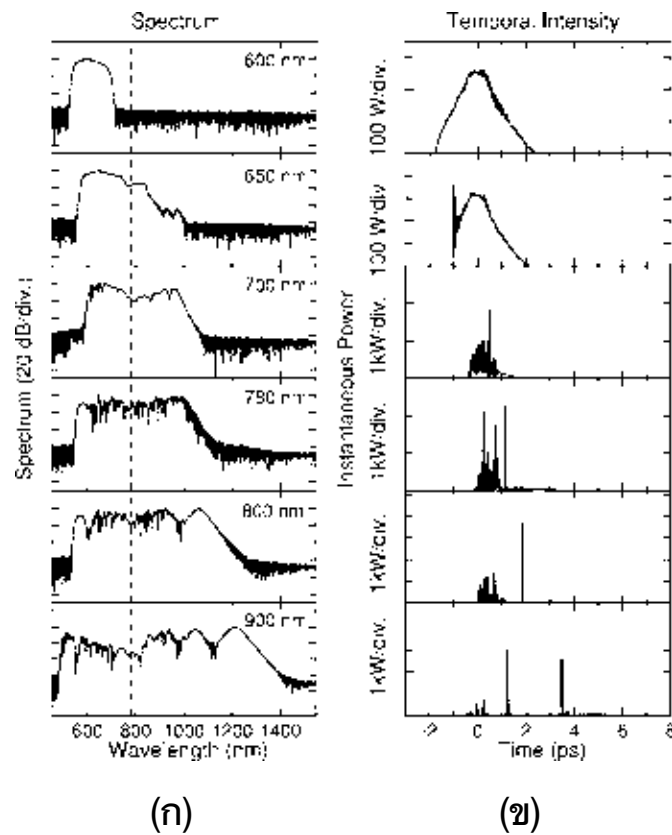 Spectrum
Temporal Intensity
600 nm
650 nm
700 nm
780 nm
800 nm
900 nm
Spectrum (20 dB/div.)
600 800 1000 1200 1400
Wavelength (nm)
Instantaneous Power
100 W/div.
100 W/div
1kW/div.
1kW/div.
1kW/div.
1kW/div.
-2 0 2 4 6 8
Time (ps)
(ก)
(ข)